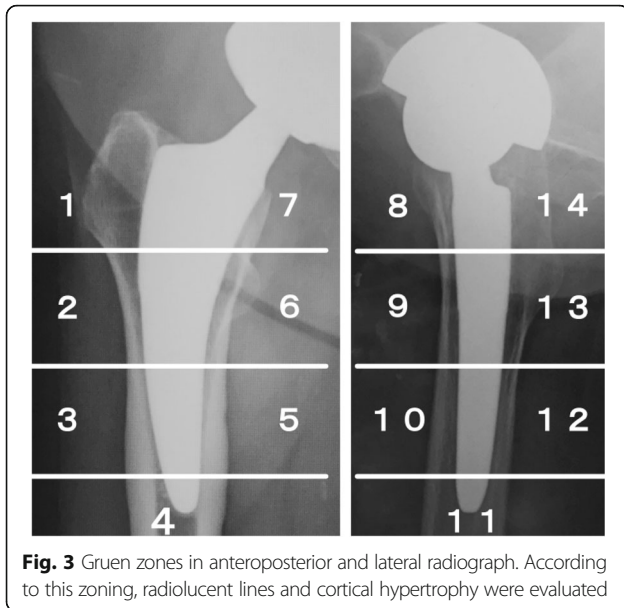 1 7 8 14
2 6 9 13
3 5 10 12
4 11
Fig. 3 Gruen zones in anteroposterior and lateral radiograph. According
to this zoning, radiolucent lines and cortical hypertrophy were evaluated